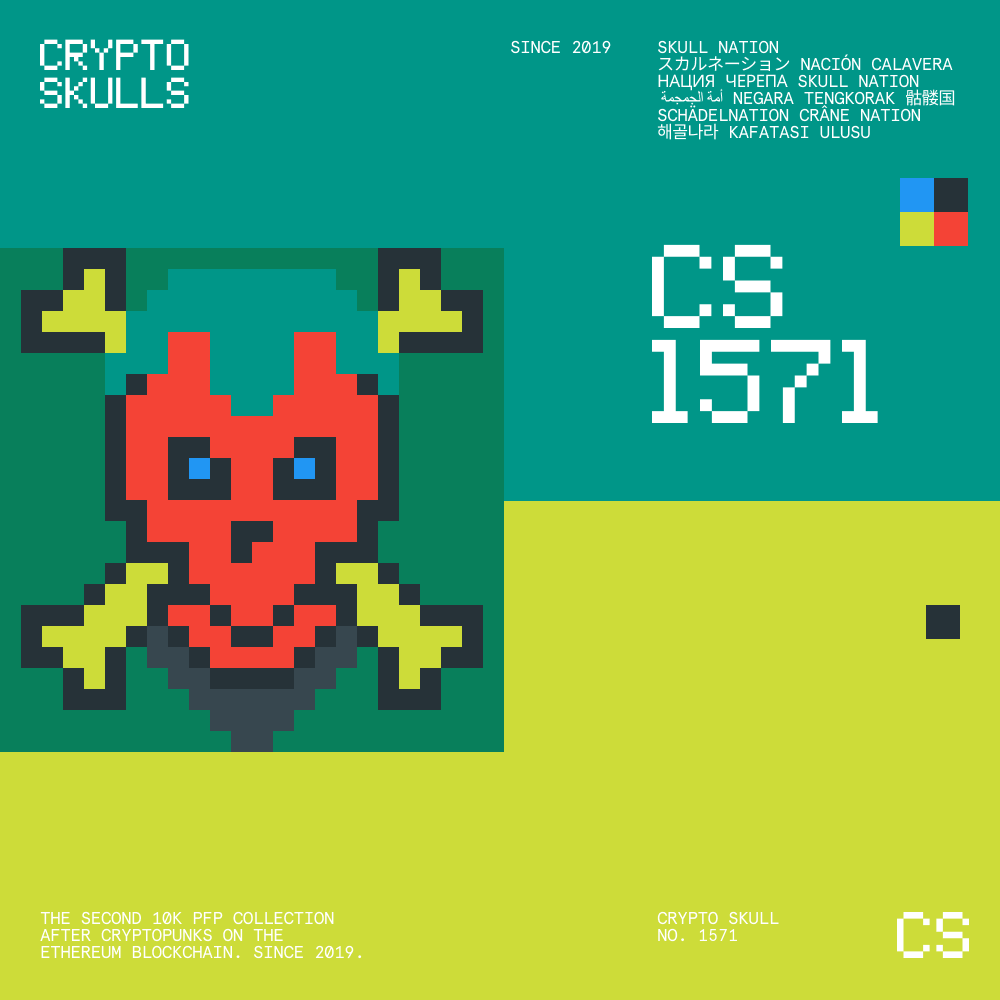 CRYPTO
SKULLS
SINCE 2019
SKULL NATION
スカルネーション NACIÓN CALAVERA
НАЦИЯ ЧЕРЕПА SKULL NATION
أمة الجمجمة NEGARA TENGKORAK 骷髅国
SCHÄDELNATION CRÂNE NATION
해골나라 KAFATASI ULUSU
CS
1571
THE SECOND 10K PFP COLLECTION
AFTER CRYPTOPUNKS ON THE
ETHEREUM BLOCKCHAIN. SINCE 2019.
CRYPTO SKULL
NO. 1571
CS